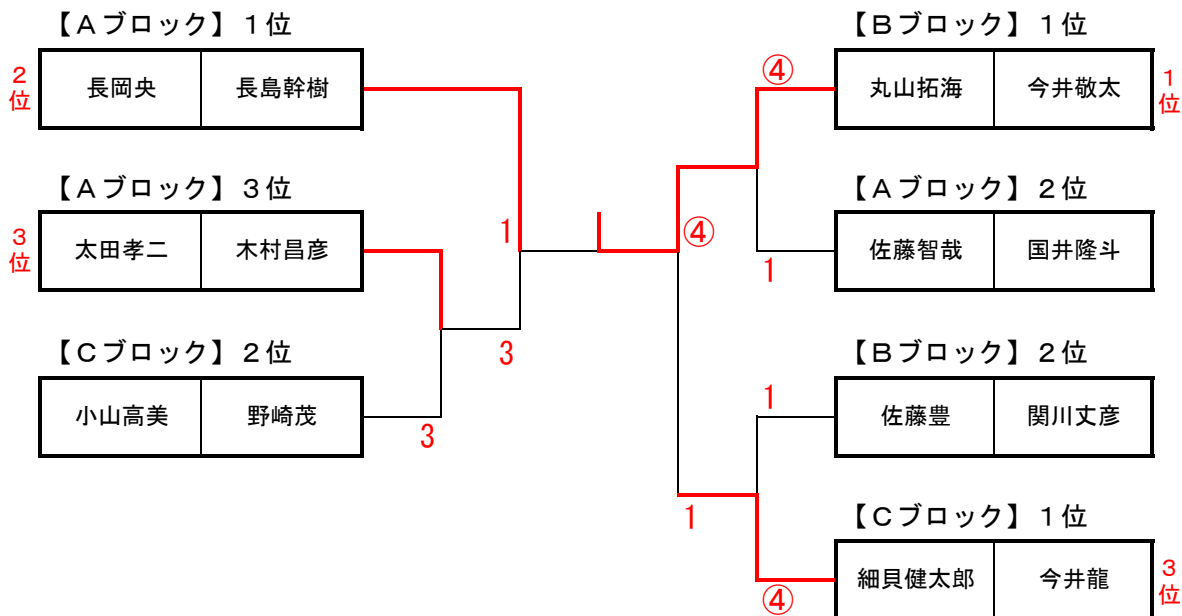 【Aブロック】1位
2位
長岡央 長島幹樹
【Aブロック】3位
3位
太田孝二 木村昌彦
1
3
【Cブロック】2位
小山高美 野崎茂
3
【Bブロック】1位
④
丸山拓海 今井敬太
1位
【Aブロック】2位
④
佐藤智哉 国井隆斗
1
【Bブロック】2位
1
佐藤豊 関川丈彦
1
【Cブロック】1位
細貝健太郎 今井龍
3位
④